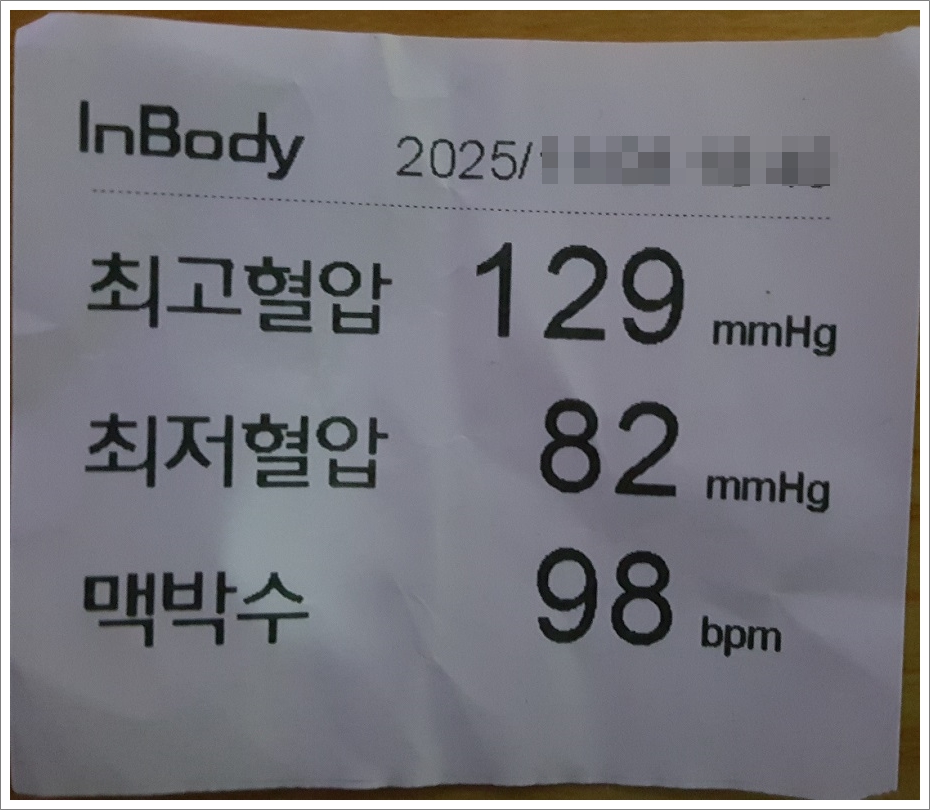 InBody 2025/
최고혈압 129 mmHg
최저혈압 82 mmHg
맥박수 98 bpm